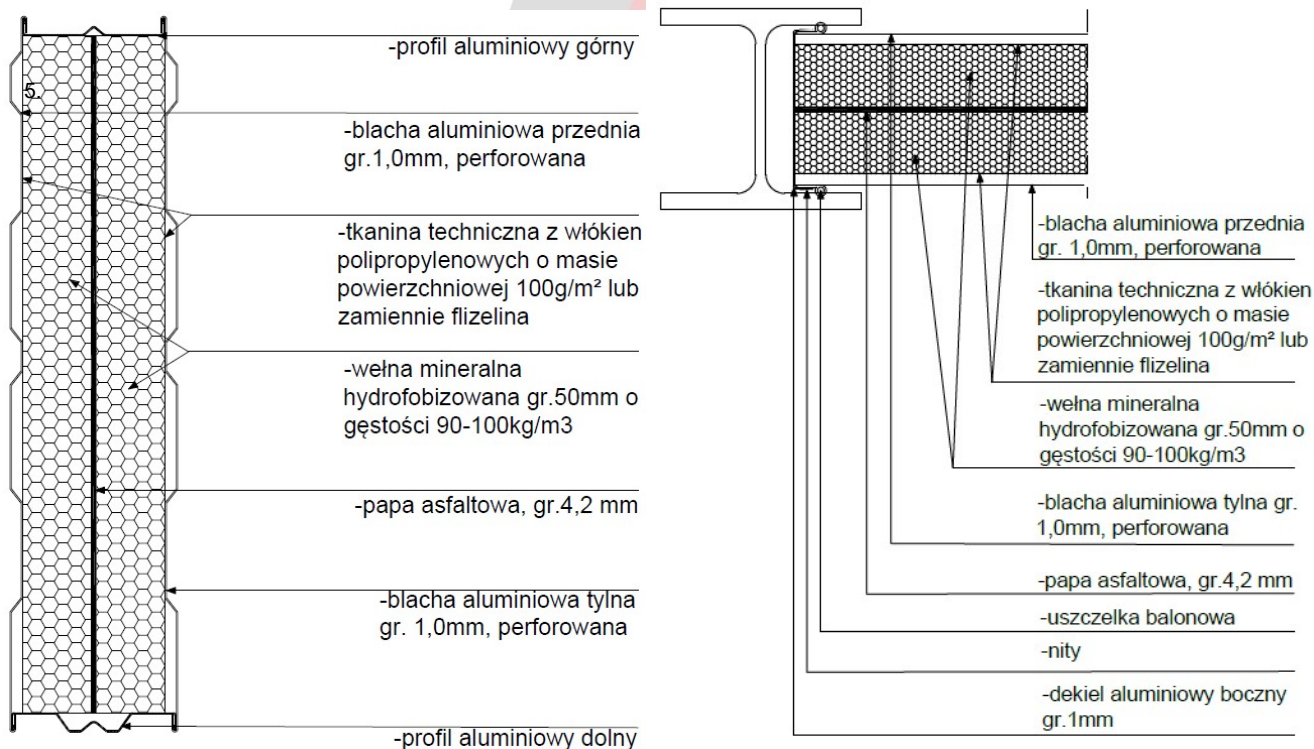 -profil aluminiowy górny
5.
-blacha aluminiowa przednia
gr.1,0mm, perforowana
-tkanina techniczna z włókien
polipropylenowych o masie
powierzchniowej 100g/m² lub
zamiennie flizelina
-wełna mineralna
hydrofobizowana gr.50mm o
gęstości 90-100kg/m3
-papa asfaltowa, gr.4,2 mm
-blacha aluminiowa tylna
gr. 1,0mm, perforowana
-profil aluminiowy dolny
-blacha aluminiowa przednia
gr. 1,0mm, perforowana
-tkanina techniczna z włókien
polipropylenowych o masie
powierzchniowej 100g/m² lub
zamiennie flizelina
-wełna mineralna
hydrofobizowana gr.50mm o
gęstości 90-100kg/m3
-blacha aluminiowa tylna gr.
1,0mm, perforowana
-papa asfaltowa, gr.4,2 mm
-uszczelka balonowa
-nity
-dekiel aluminiowy boczny
gr.1mm